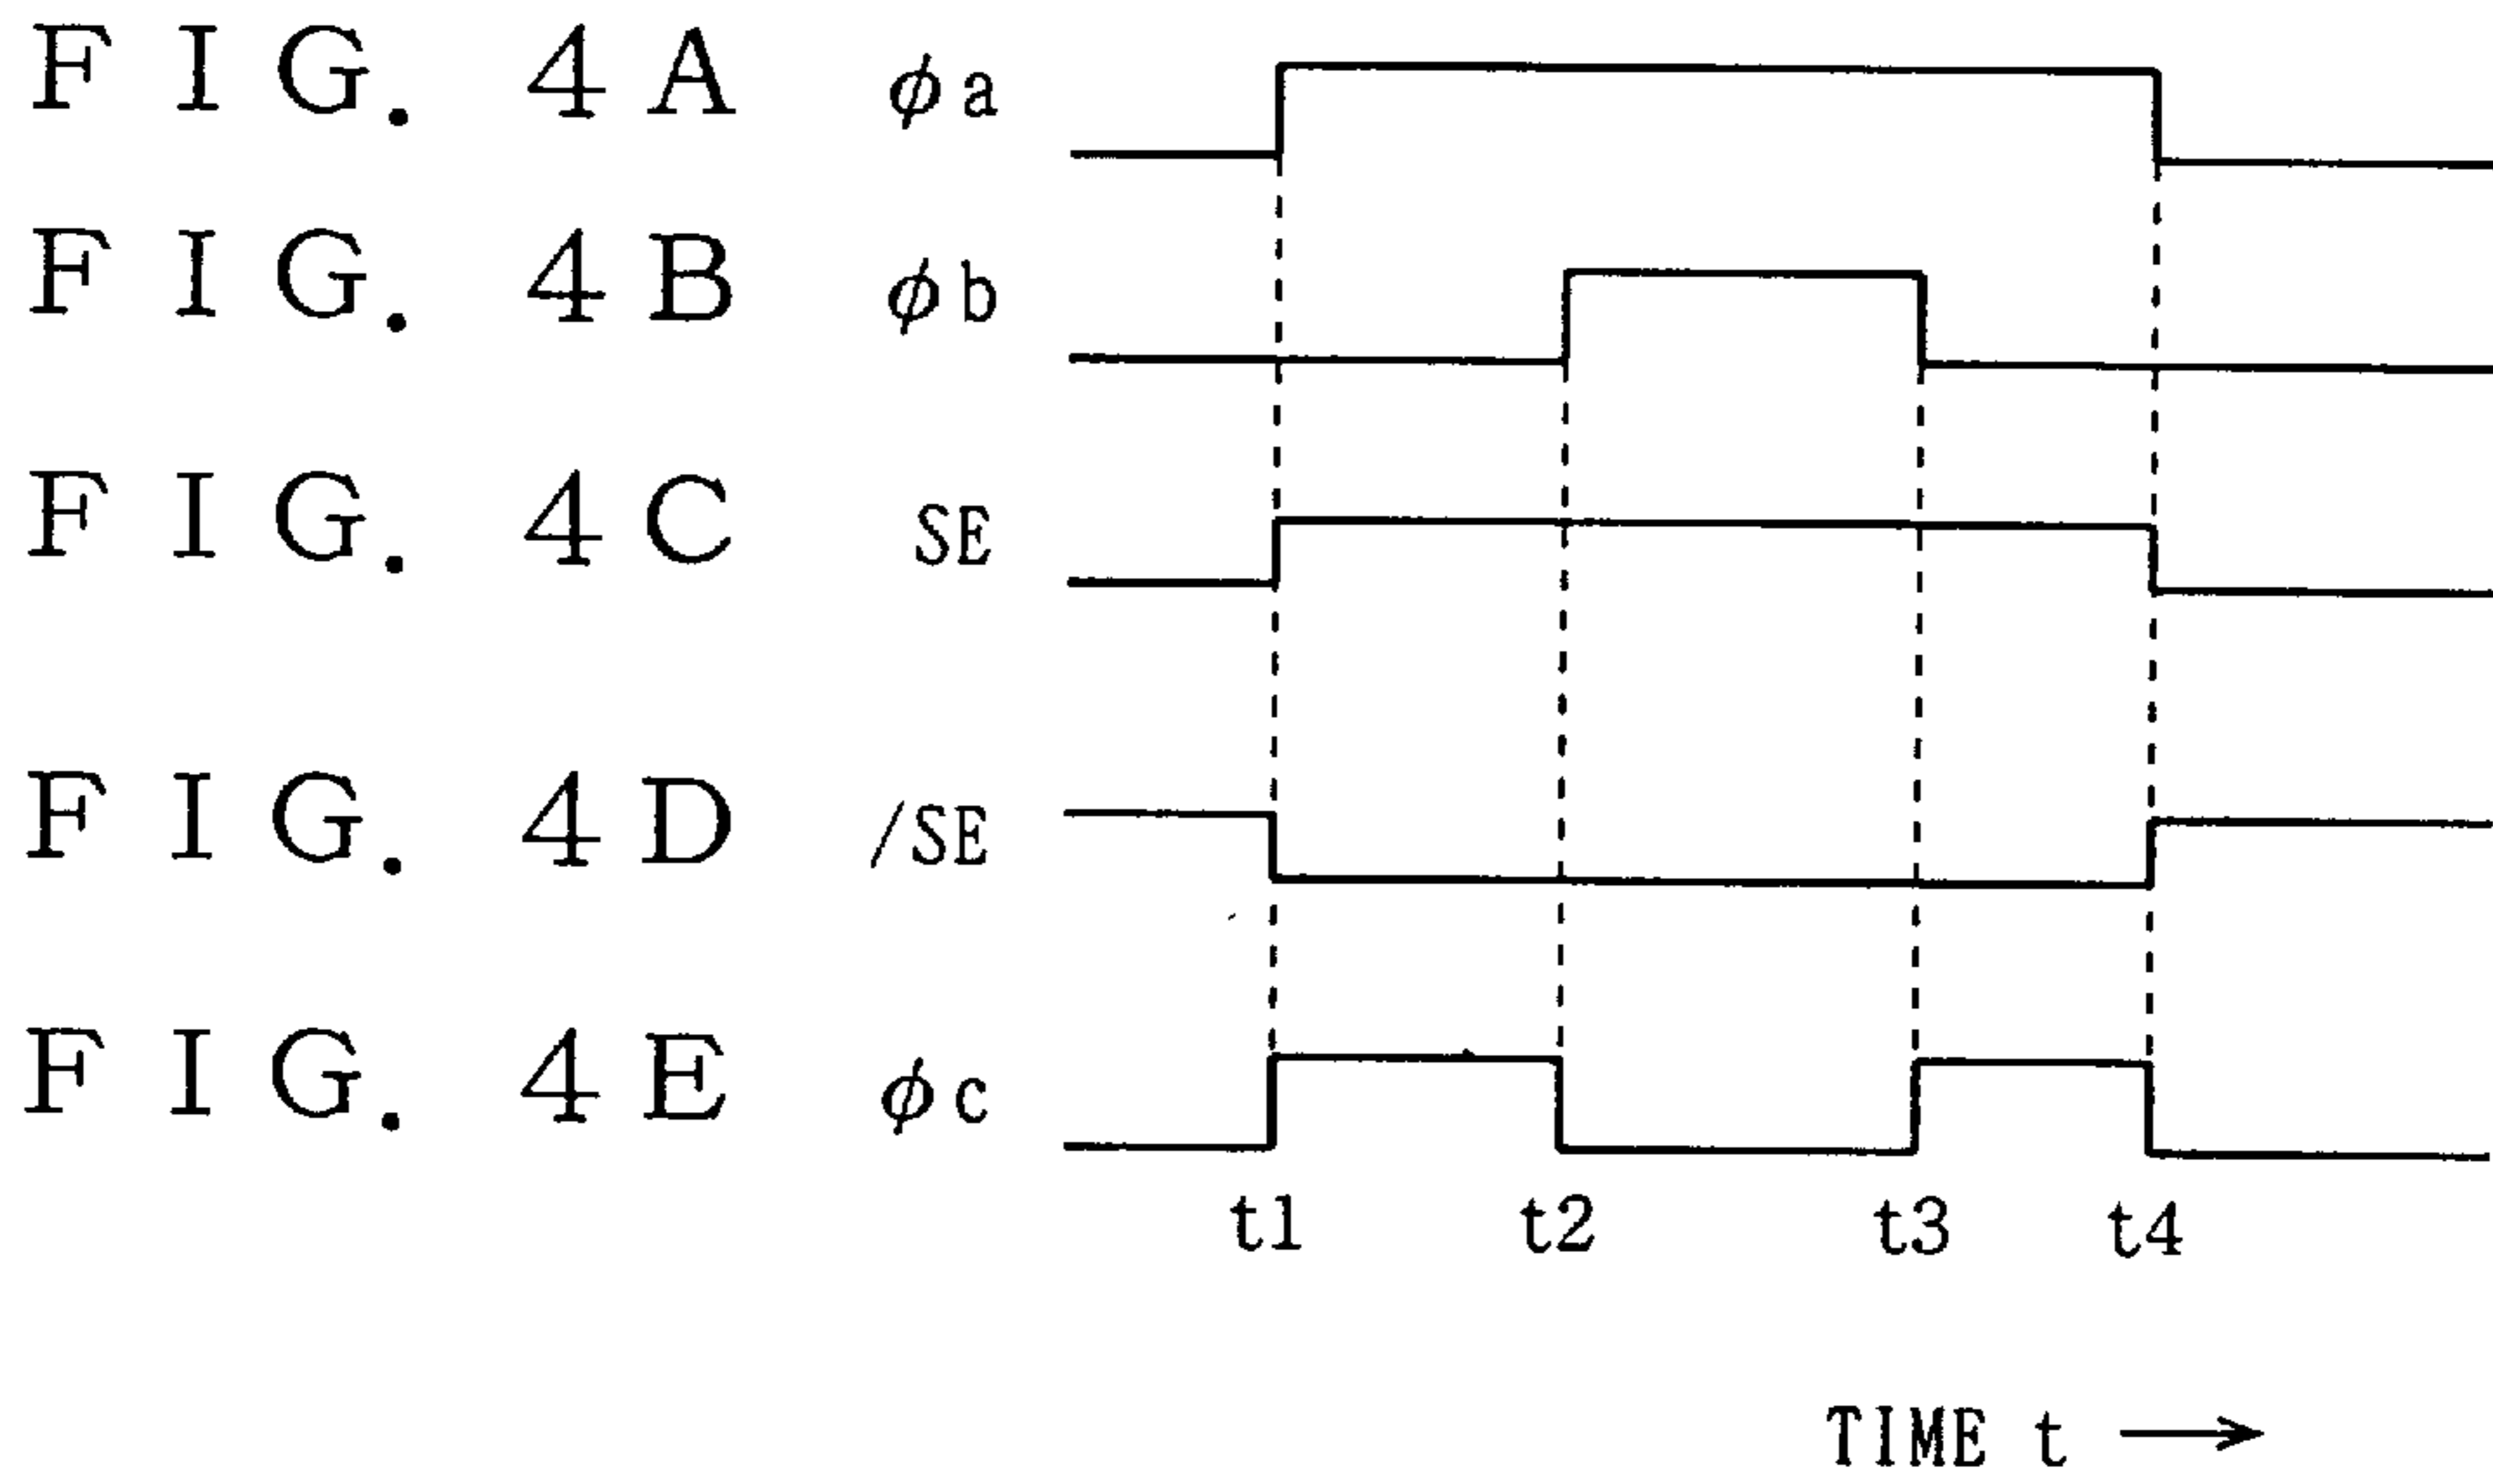 FIG. 4A φa
FIG. 4B φb
FIG. 4C SE
FIG. 4D /SE
FIG. 4E φc
t1 t2 t3 t4
TIME t →